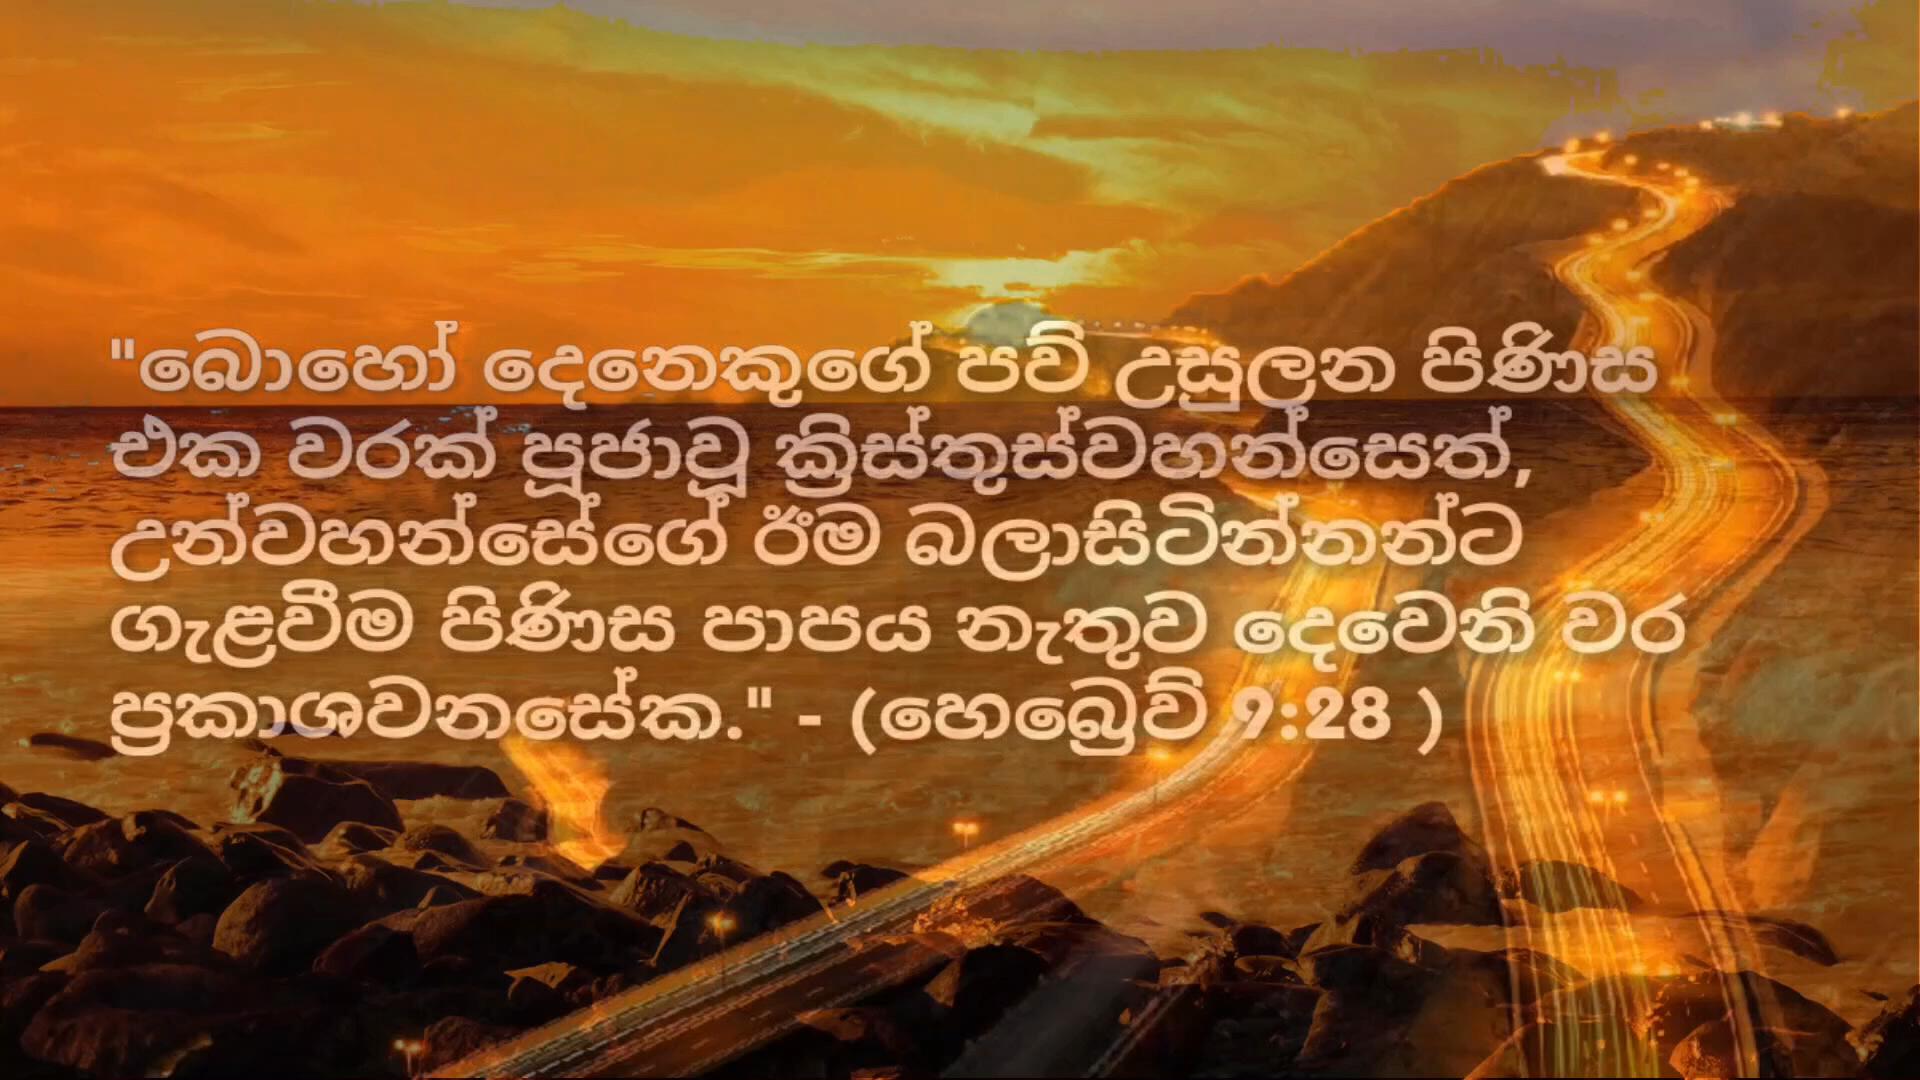 "බොහෝ දෙනෙකුගේ පව් උසුලන පිණිස
එක වරක් පූජාවූ ක්‍රිස්තුස්වහන්සෙත්,
උන්වහන්සේගේ ඊම බලාසිටින්නන්ට
ගැළවීම පිණිස පාපය නැතුව දෙවෙනි වර
ප්‍රකාශවනසේක." - (හෙබ්‍රෙව් 9:28 )